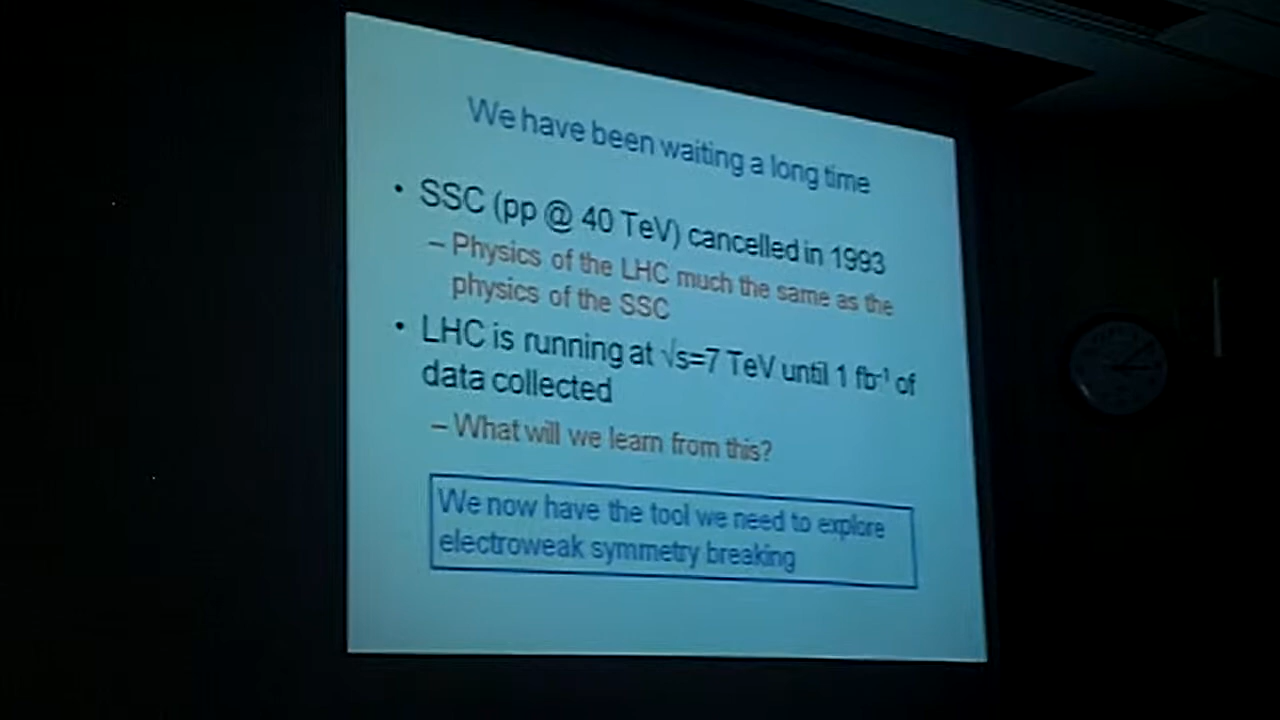 We have been waiting a long time
• SSC (pp @ 40 TeV) cancelled in 1993
– Physics of the LHC much the same as the
physics of the SSC
• LHC is running at √s=7 TeV until 1 fb⁻¹ of
data collected
– What will we learn from this?
We now have the tool we need to explore
electroweak symmetry breaking